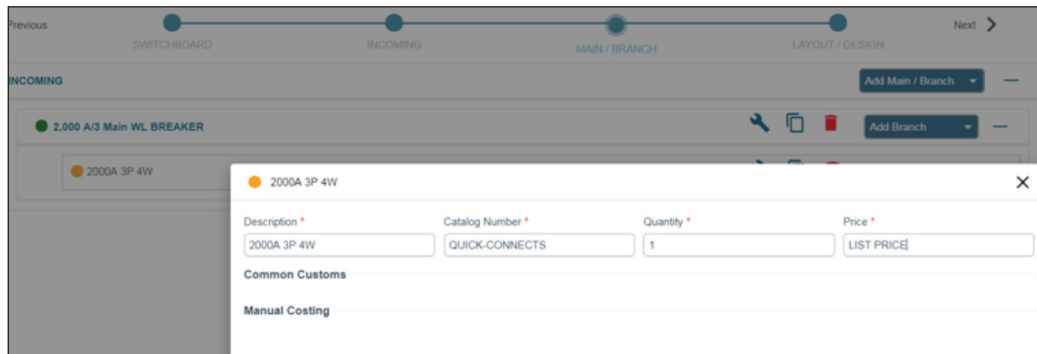 Previous
Next
SWITCHBOARD INCOMING MAIN / BRANCH LAYOUT / DESIGN
INCOMING Add Main / Branch
2,000 A/3 Main WL BREAKER Add Branch
2000A 3P 4W
2000A 3P 4W
Description * Catalog Number * Quantity * Price *
2000A 3P 4W QUICK-CONNECTS 1 LIST PRICE
Common Customs
Manual Costing